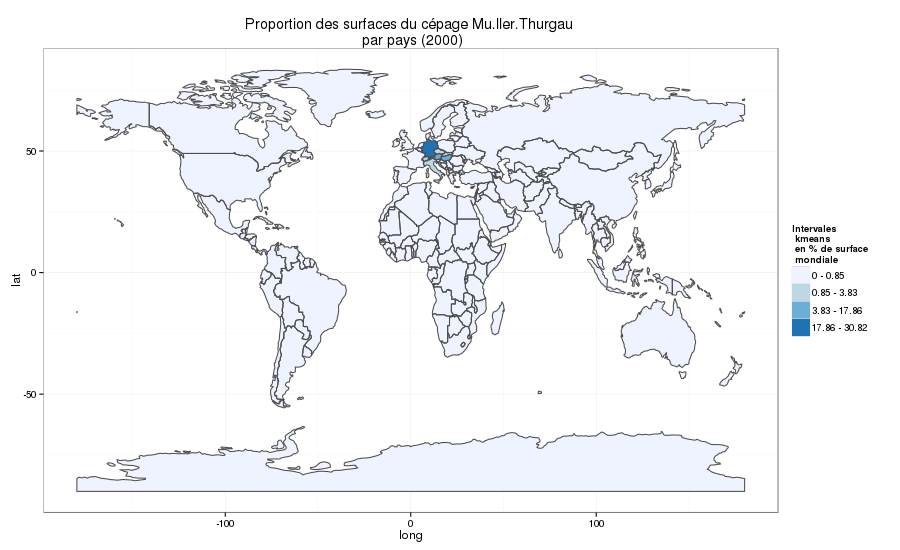 Proportion des surfaces du cépage Mu.ller.Thurgau
par pays (2000)
50
0
-50
lat
-100
0
100
long
Intervales
kmeans
en % de surface
mondiale
0 - 0.85
0.85 - 3.83
3.83 - 17.86
17.86 - 30.82